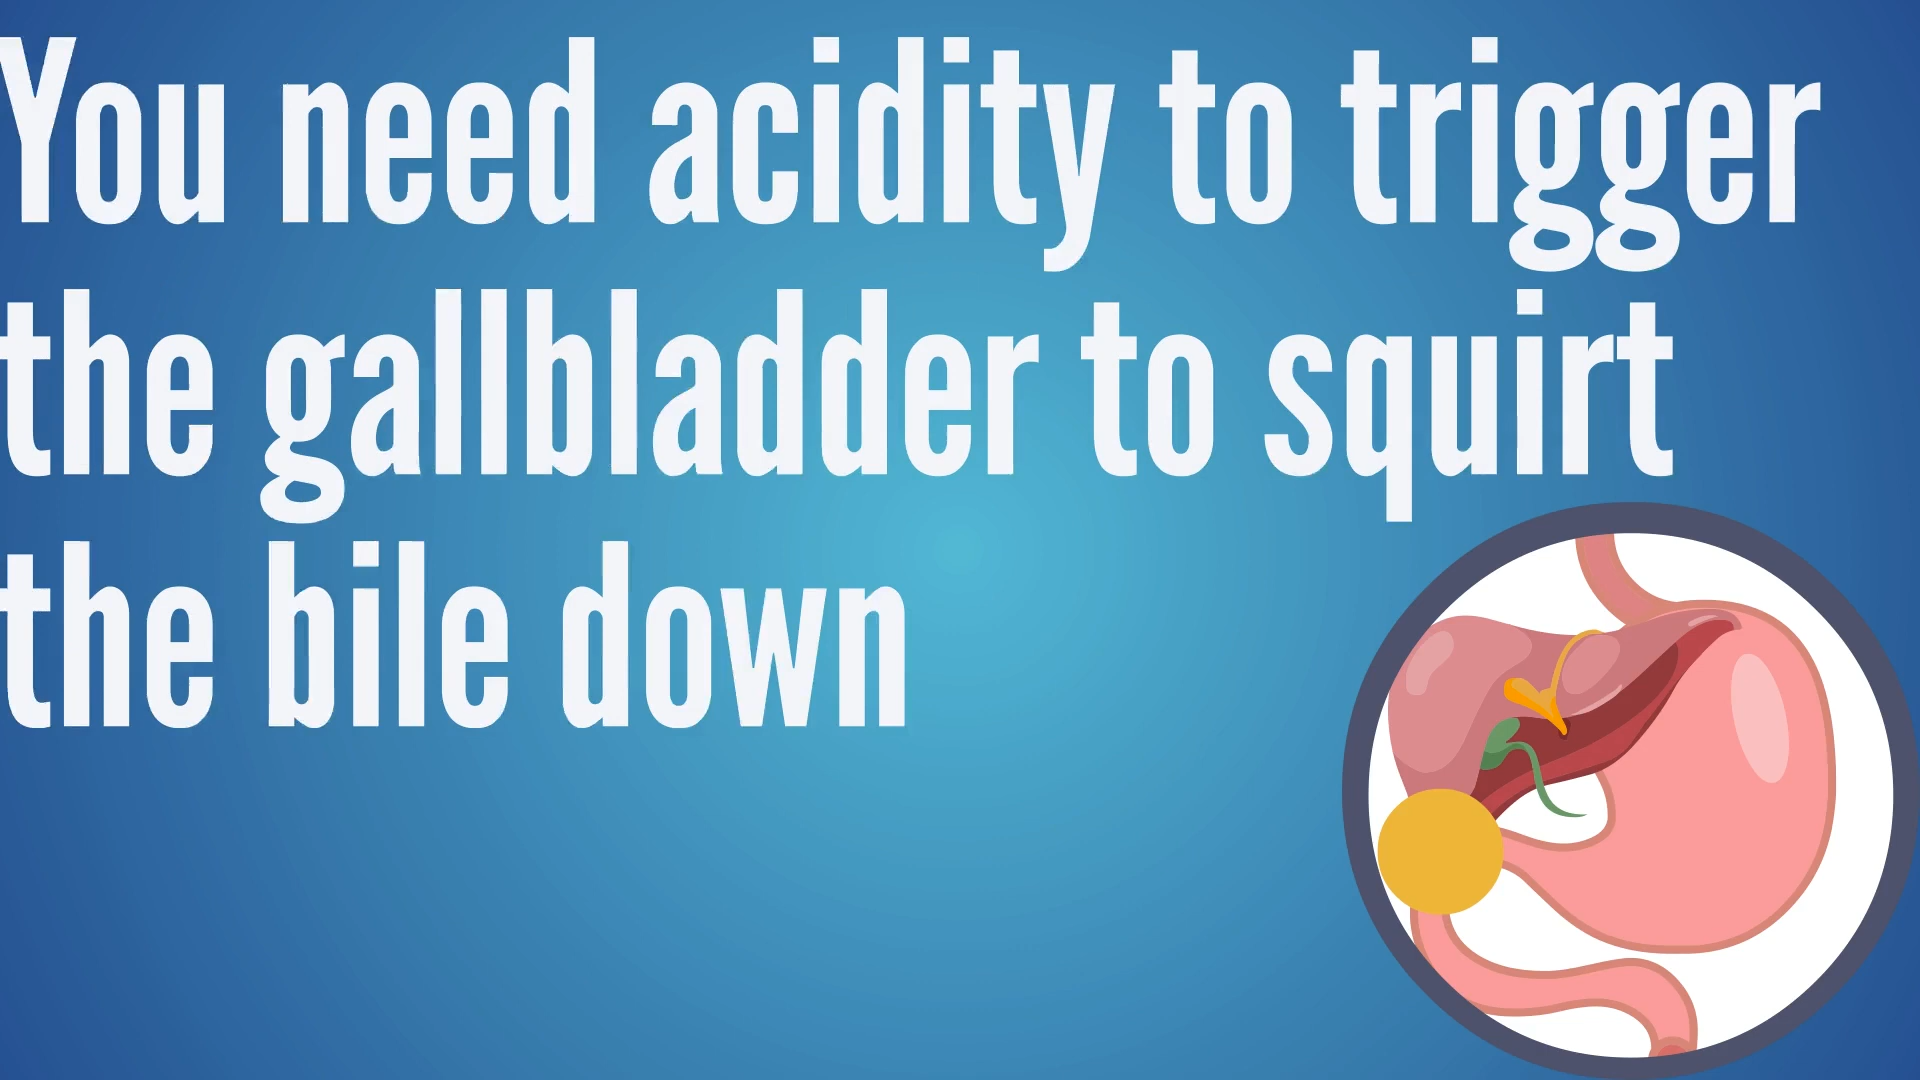 You need acidity to trigger
the gallbladder to squirt
the bile down